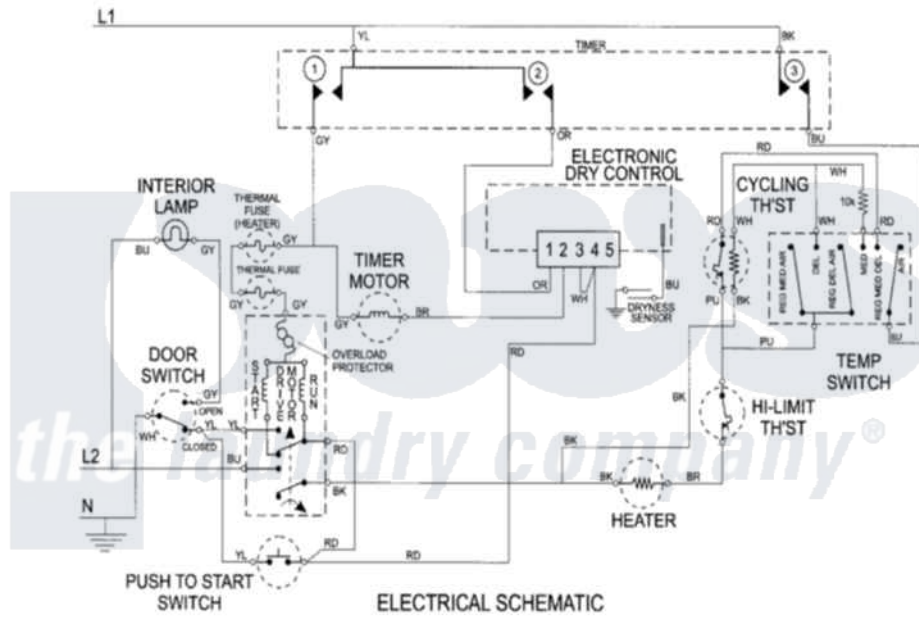 L1
YL
BK
TIMER
1
2
3
GY
OR
BU
ELECTRONIC
DRY CONTROL
RD
WH
CYCLING
TH'ST
10k
INTERIOR
LAMP
THERMAL
FUSE
(HEATER)
GY
BU
GY
RD
WH
WH
RD
THERMAL FUSE
TIMER
MOTOR
1 2 3 4 5
OR
WH
BU
DRYNESS
SENSOR
REG MED AIR
DEL
REG DEL AIR
MED
REG MED DEL
AIR
GY
GY
GY
BR
PU
BK
OVERLOAD
PROTECTOR
RD
PU
BU
TEMP
SWITCH
DOOR
SWITCH
GY
OPEN
START
DRIVE
MOTOR
RUN
BK
HI-LIMIT
TH'ST
YL
YL
WH
CLOSED
RD
BK
L2
BU
the laundry company®
BK
BK
BR
N
HEATER
RD
YL
RD
PUSH TO START
SWITCH
ELECTRICAL SCHEMATIC